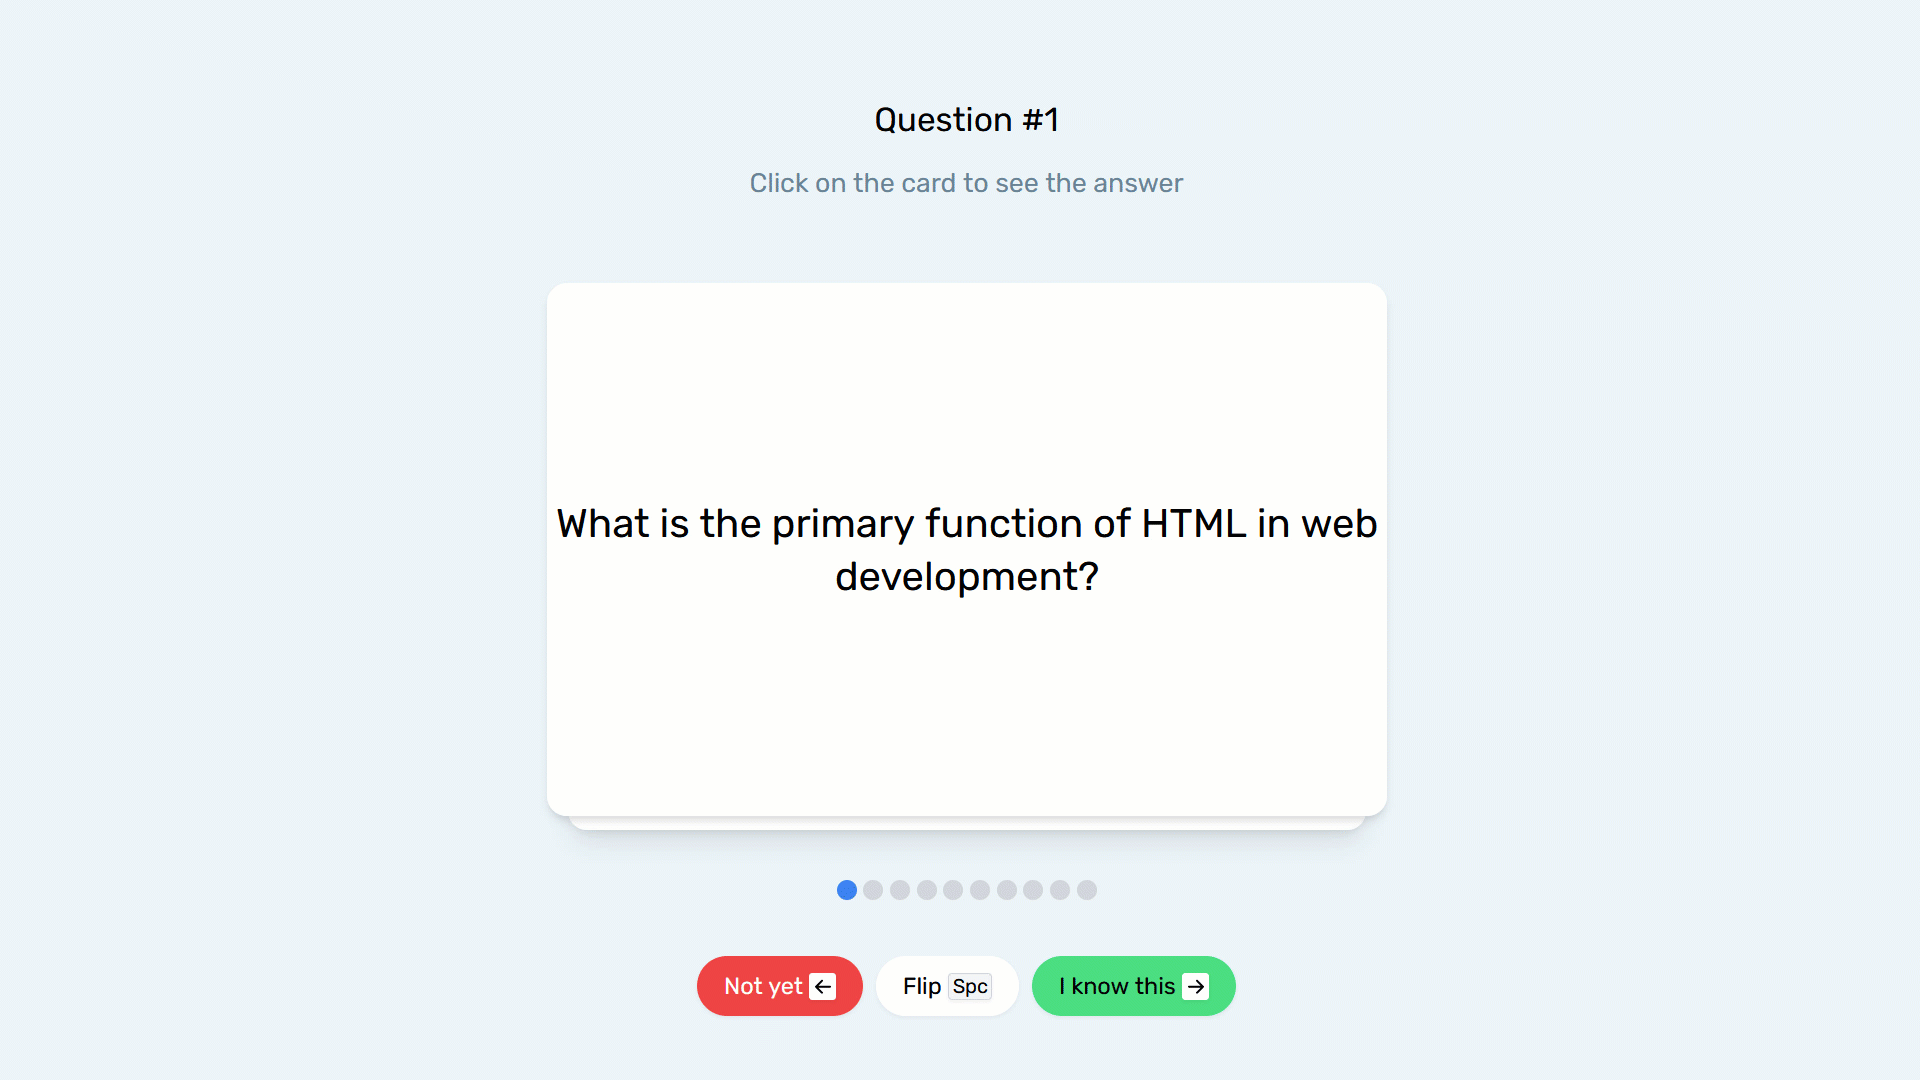 Question #1
Click on the card to see the answer
What is the primary function of HTML in web
development?
Not yet ←
Flip Spc
I know this →